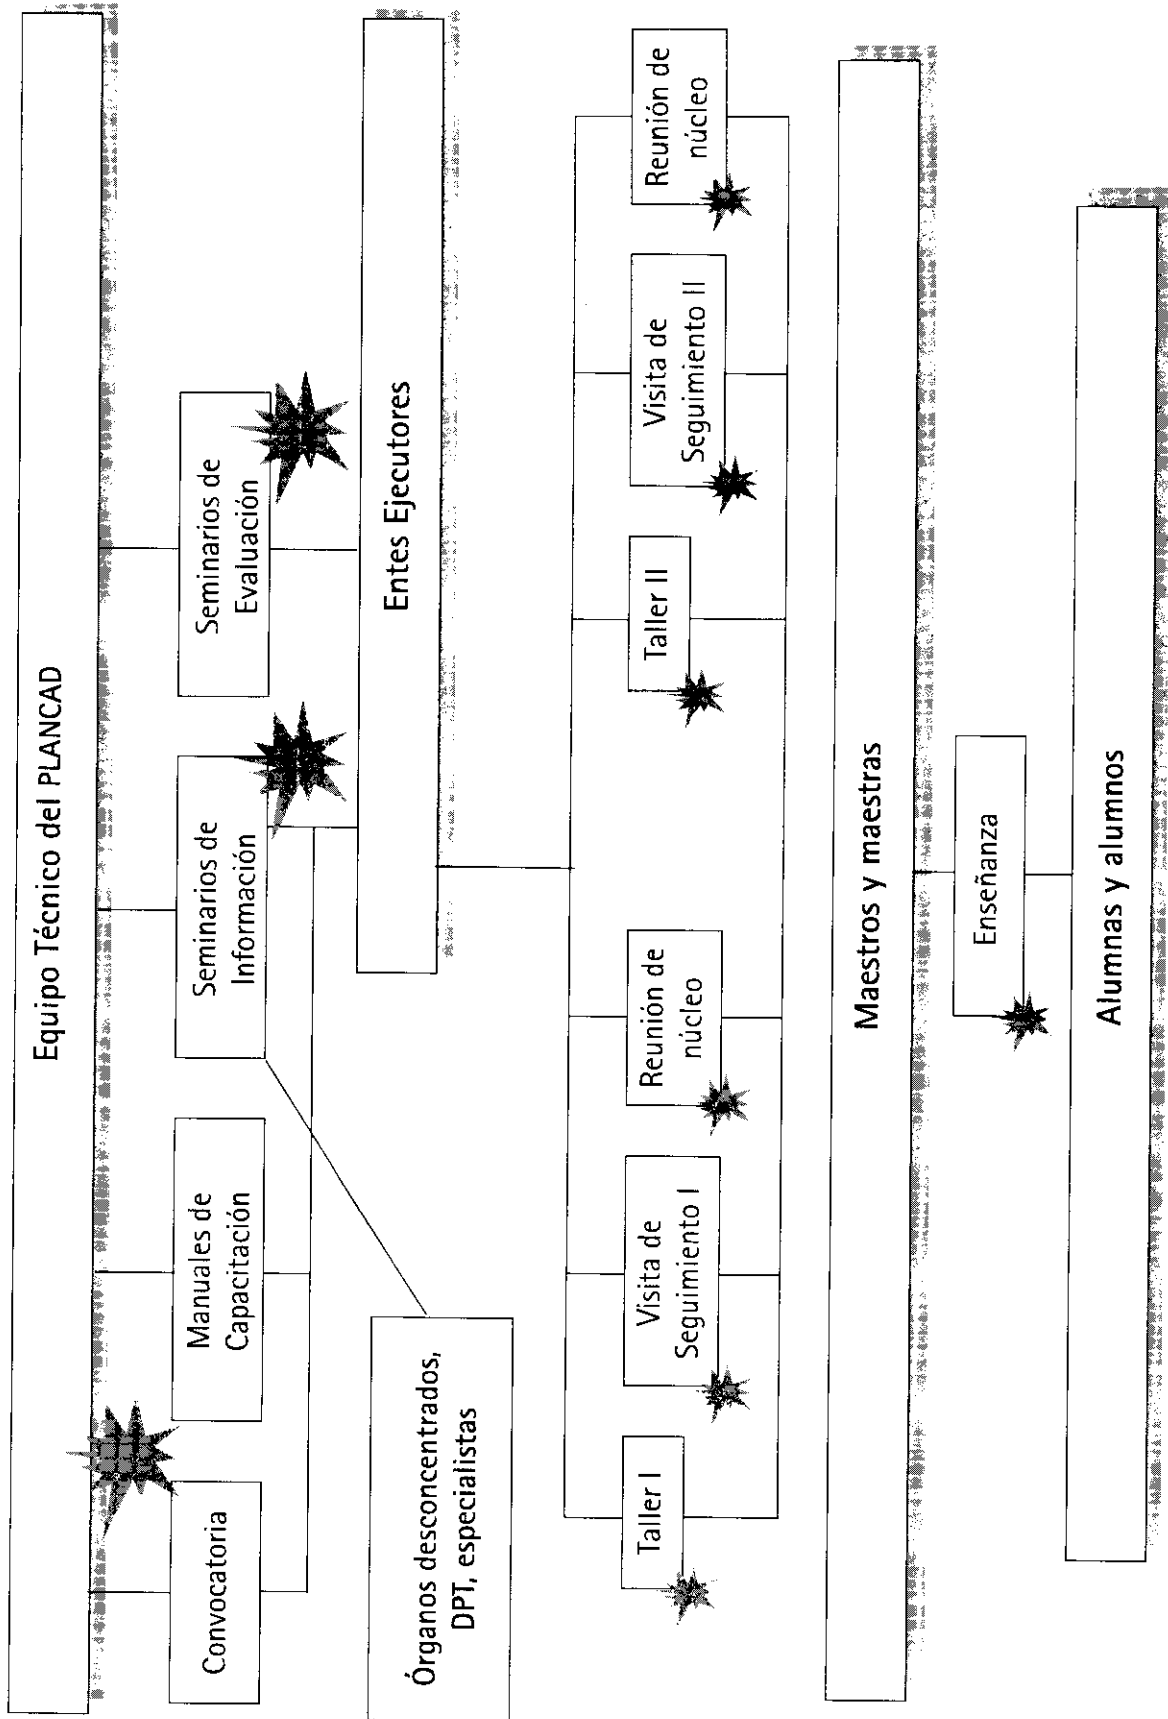 Equipo Técnico del PLANCAD
Convocatoria
Manuales de
Capacitación
Seminarios de
Información
Seminarios de
Evaluación
Órganos desconcentrados,
DPT, especialistas
Entes Ejecutores
Taller I
Visita de
Seguimiento I
Reunión de
núcleo
Taller II
Visita de
Seguimiento II
Reunión de
núcleo
Maestros y maestras
Enseñanza
Alumnas y alumnos